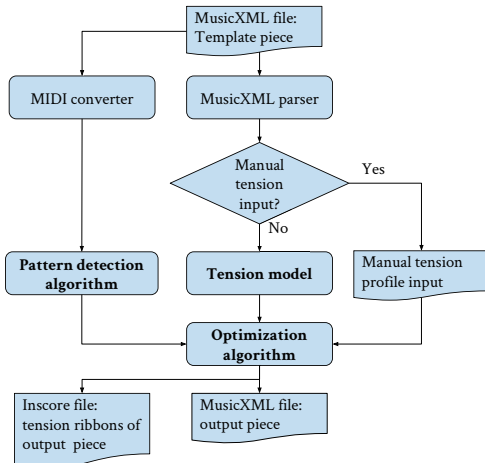 MusicXML file:
Template piece
MIDI converter
MusicXML parser
Manual
tension
input?
Yes
No
Pattern detection
algorithm
Tension model
Manual tension
profile input
Optimization
algorithm
Inscore file:
tension ribbons of
output piece
MusicXML file:
output piece